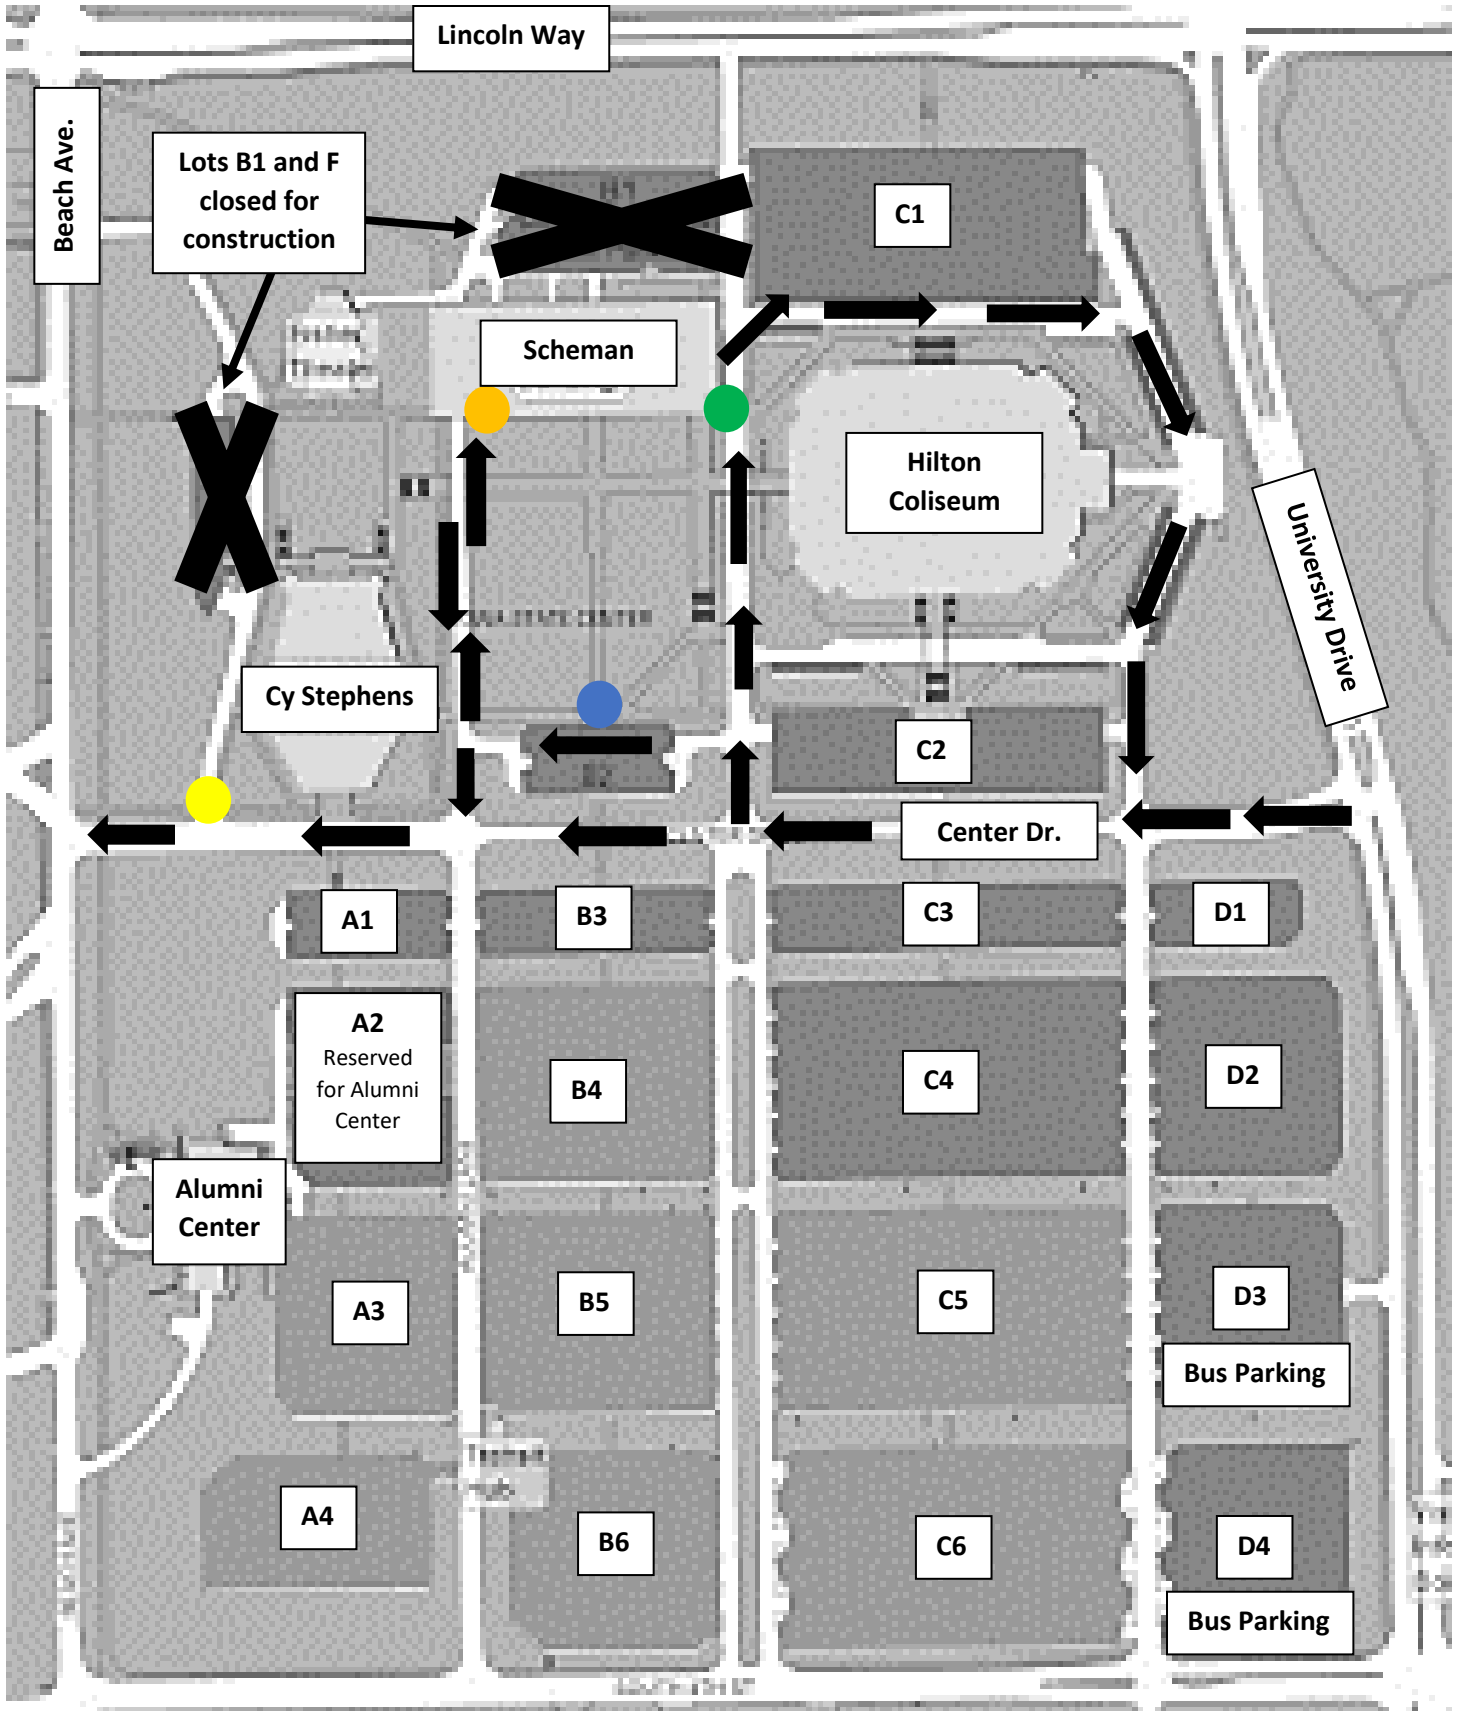 Lincoln Way
Beach Ave.
Lots B1 and F
closed for
construction
C1
Scheman
Hilton
Coliseum
University Drive
Cy Stephens
C2
Center Dr.
A1
B3
C3
D1
A2
Reserved
for Alumni
Center
B4
C4
D2
Alumni
Center
A3
B5
C5
D3
Bus Parking
A4
B6
C6
D4
Bus Parking